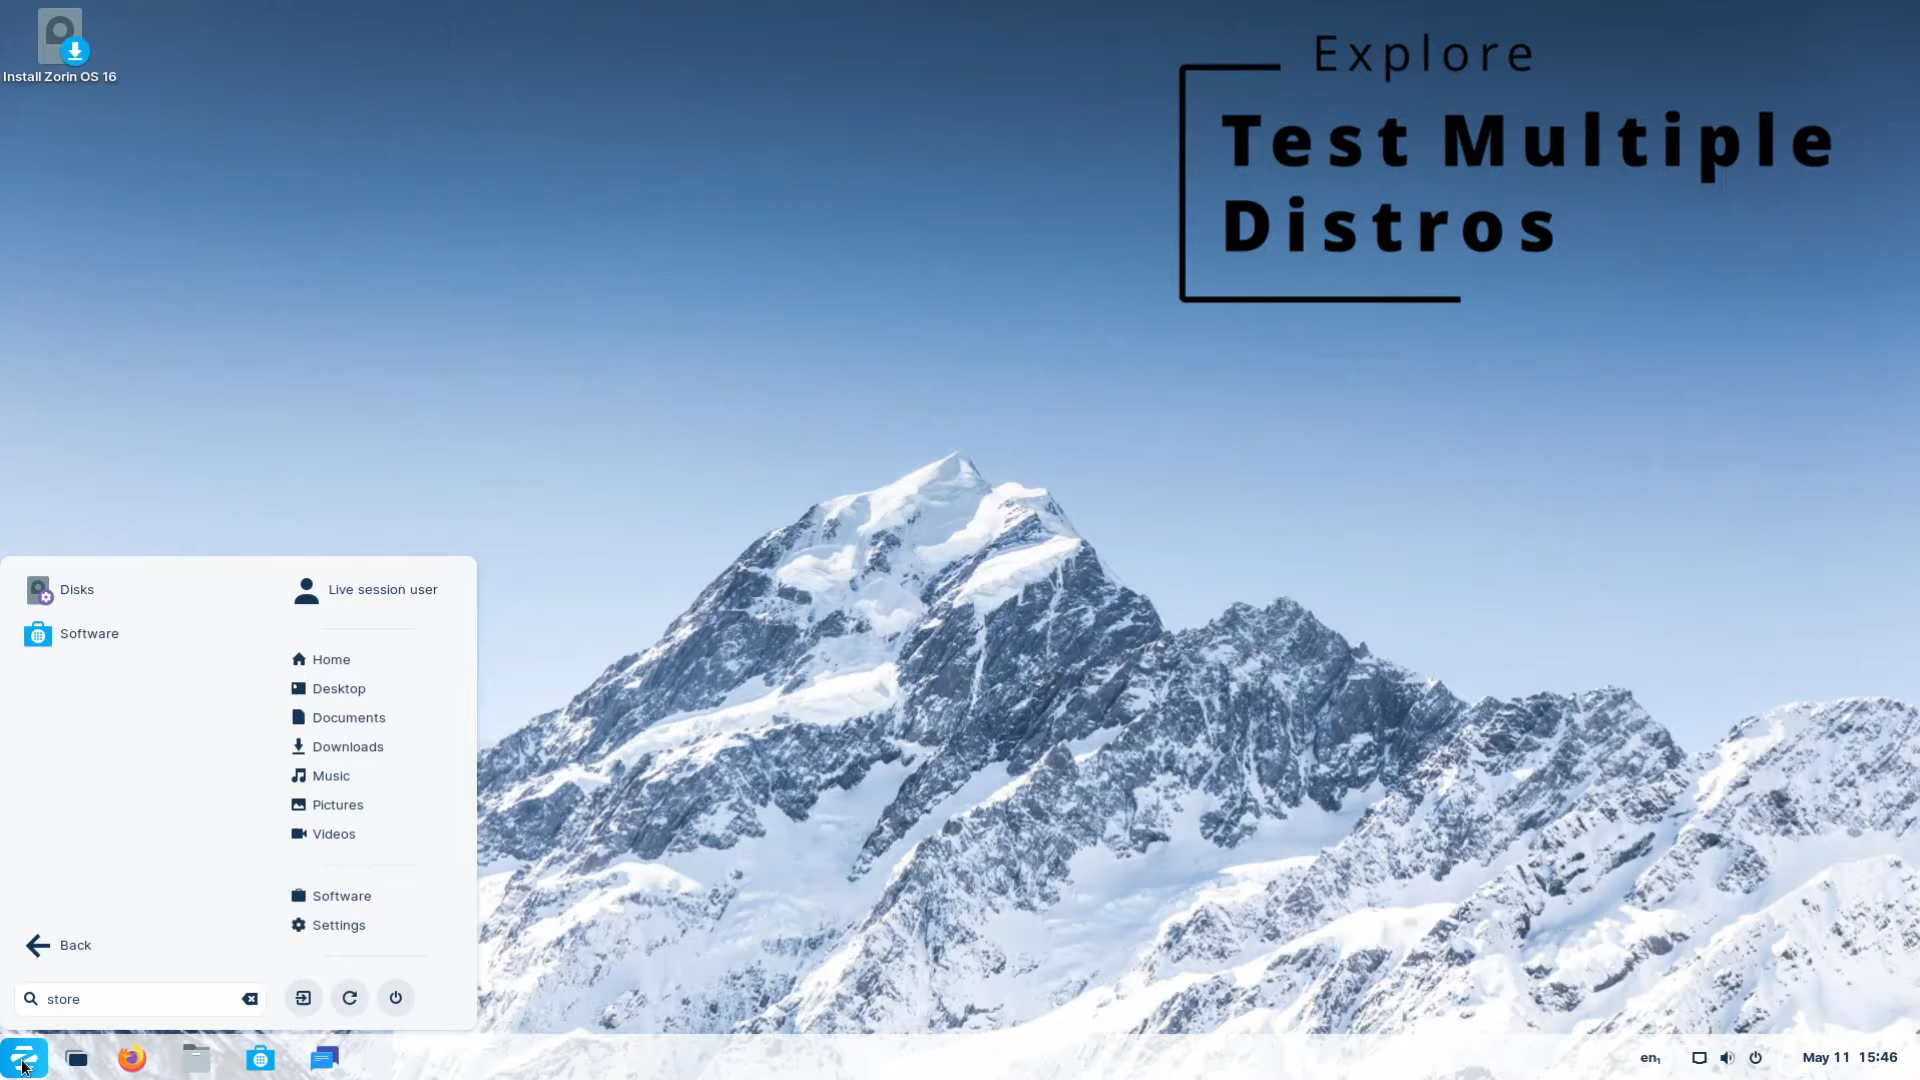 Install Zorin OS 16
Explore
Test Multiple
Distros
Disks
Software
Back
store
Live session user
Home
Desktop
Documents
Downloads
Music
Pictures
Videos
Software
Settings
en₁
May 11 15:46